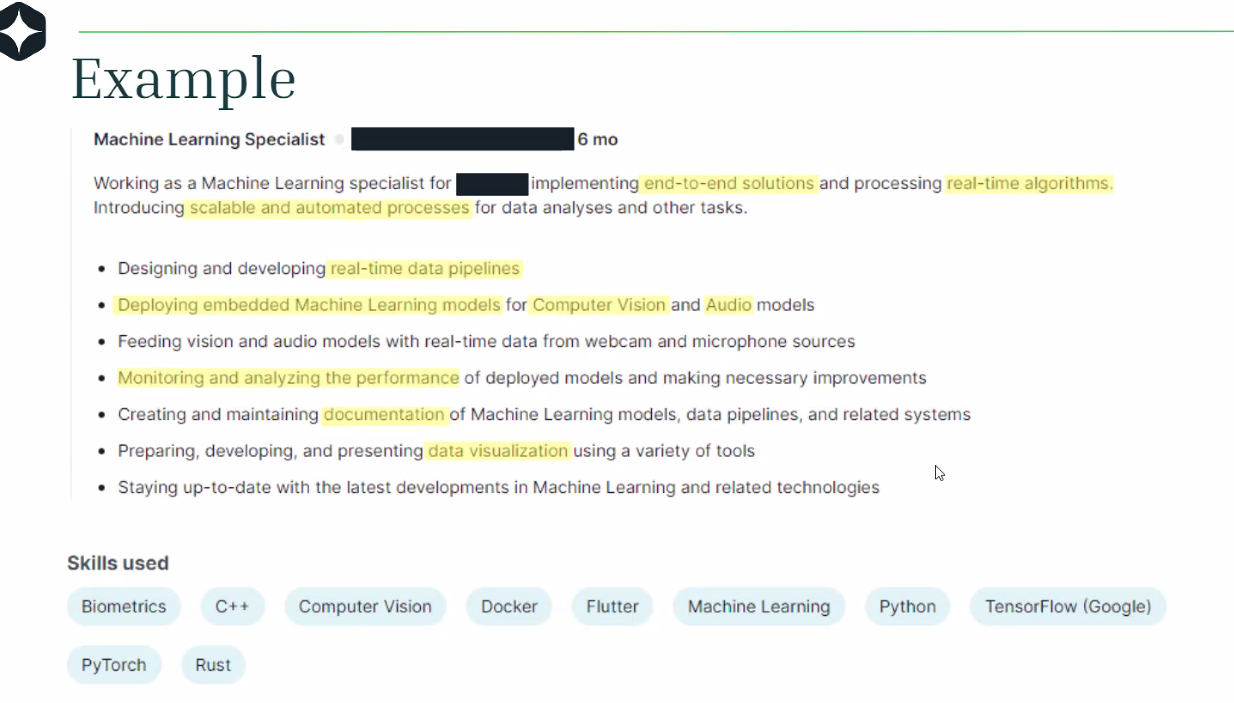 Example
Machine Learning Specialist 6 mo
Working as a Machine Learning specialist for implementing end-to-end solutions and processing real-time algorithms.
Introducing scalable and automated processes for data analyses and other tasks.
• Designing and developing real-time data pipelines
• Deploying embedded Machine Learning models for Computer Vision and Audio models
• Feeding vision and audio models with real-time data from webcam and microphone sources
• Monitoring and analyzing the performance of deployed models and making necessary improvements
• Creating and maintaining documentation of Machine Learning models, data pipelines, and related systems
• Preparing, developing, and presenting data visualization using a variety of tools
• Staying up-to-date with the latest developments in Machine Learning and related technologies
Skills used
Biometrics C++ Computer Vision Docker Flutter Machine Learning Python TensorFlow (Google)
PyTorch Rust